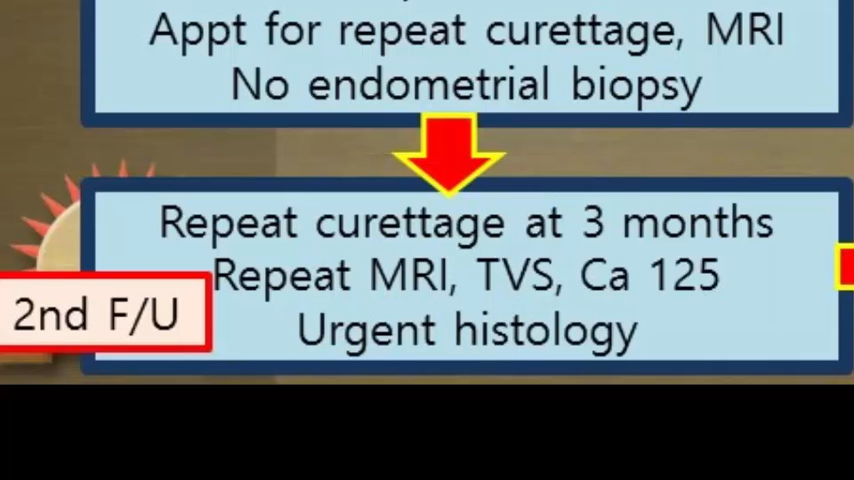 Appt for repeat curettage, MRI
No endometrial biopsy
Repeat curettage at 3 months
Repeat MRI, TVS, Ca 125
2nd F/U
Urgent histology